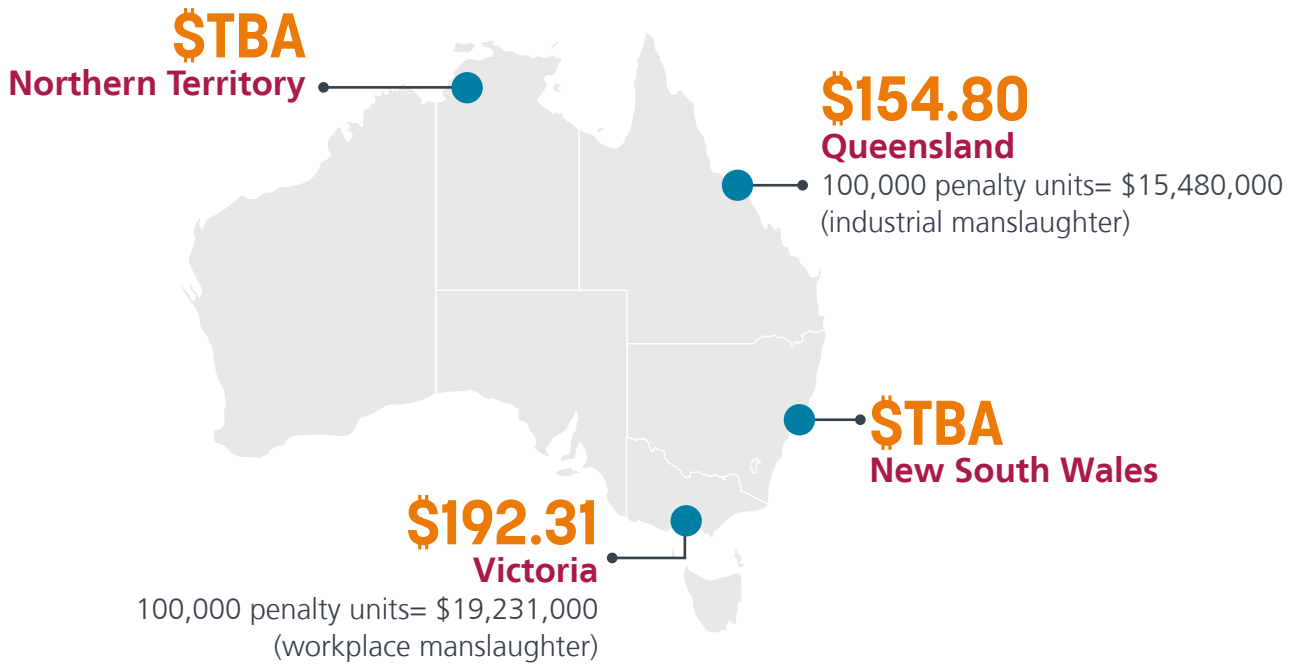 $TBA
Northern Territory
$154.80
Queensland
100,000 penalty units= $15,480,000
(industrial manslaughter)
$TBA
New South Wales
$192.31
Victoria
100,000 penalty units= $19,231,000
(workplace manslaughter)